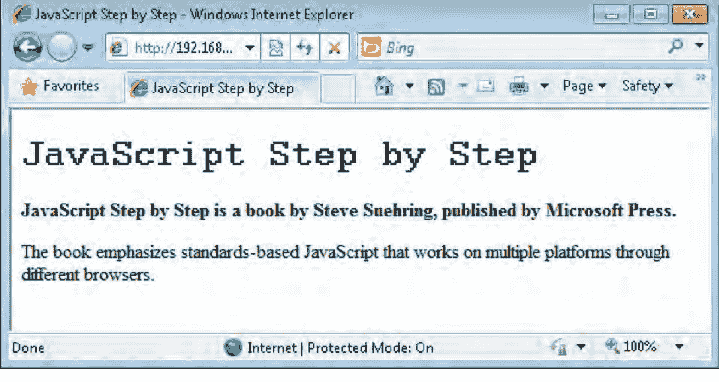 JavaScript Step by Step - Windows Internet Explorer
http://192.168...
Bing
Favorites
JavaScript Step by Step
Page
Safety
JavaScript Step by Step
JavaScript Step by Step is a book by Steve Suehring, published by Microsoft Press.
The book emphasizes standards-based JavaScript that works on multiple platforms through
different browsers.
Done
Internet | Protected Mode: On
100%